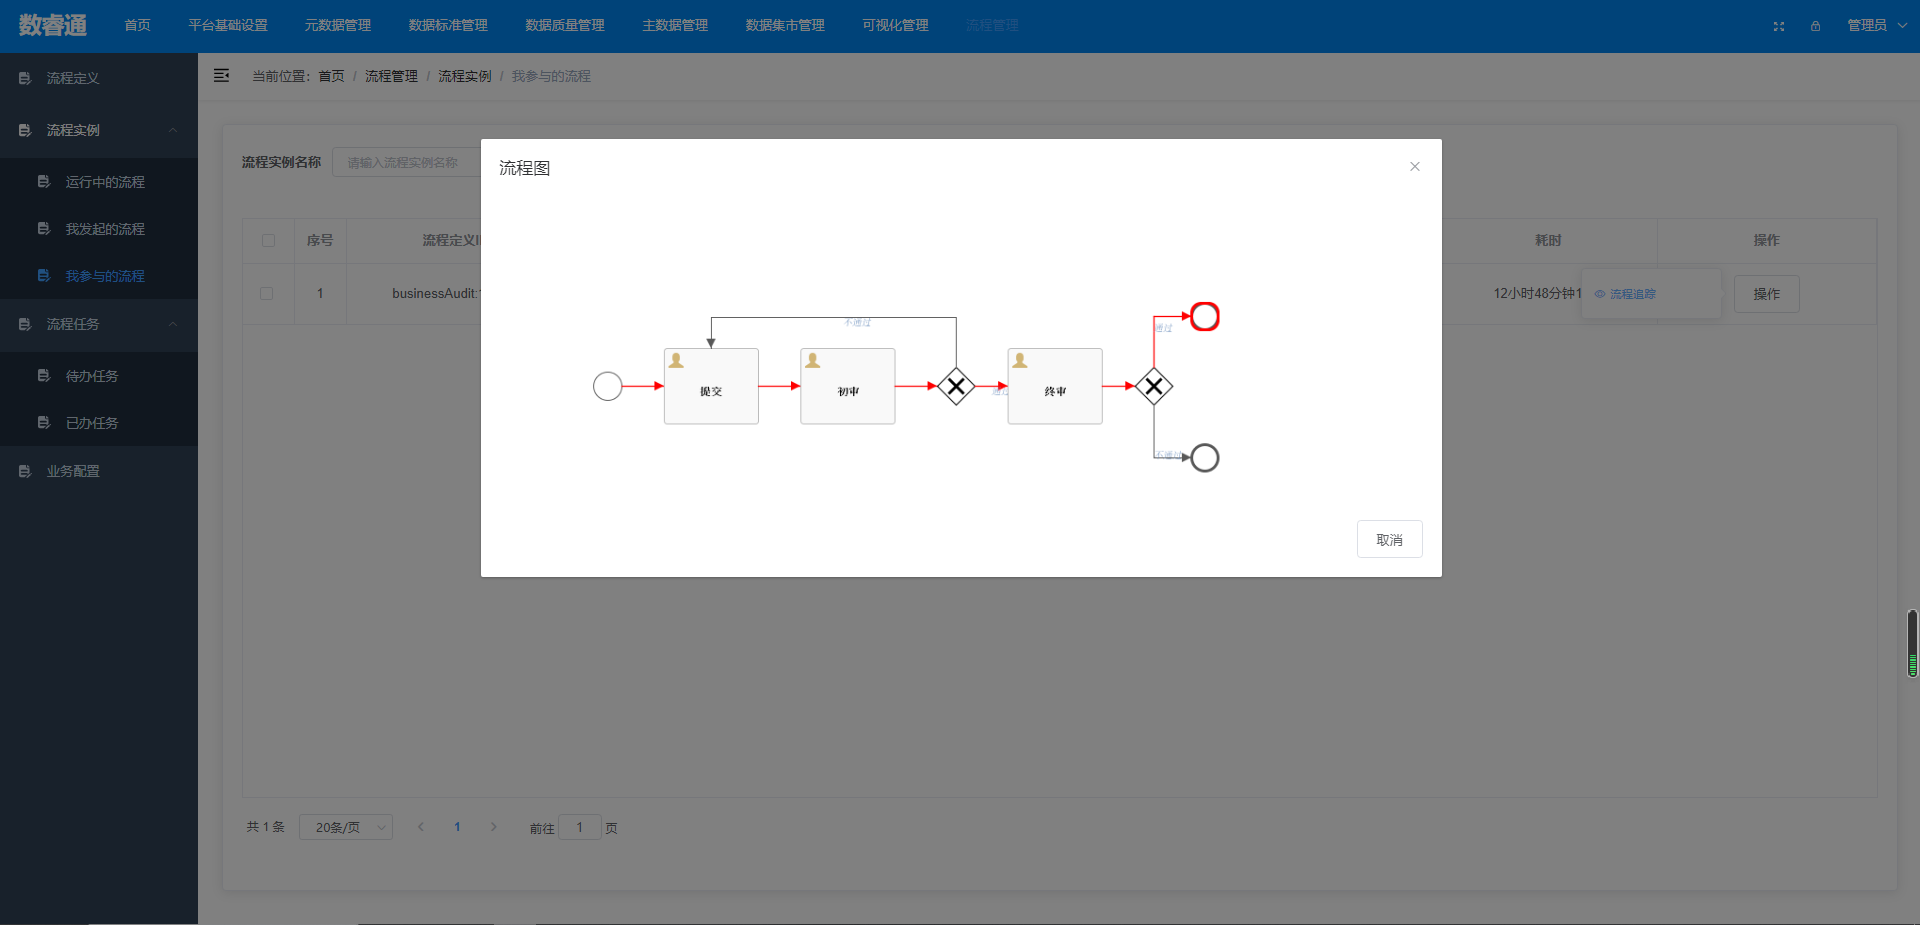 数睿通 首页 平台基础设置 元数据管理 数据标准管理 数据质量管理 主数据管理 数据集市管理 可视化管理 流程管理 管理员
流程定义
流程实例
运行中的流程
我发起的流程
我参与的流程
流程任务
待办任务
已办任务
业务配置
当前位置: 首页 / 流程管理 / 流程实例 / 我参与的流程
流程实例名称 请输入流程实例名称
序号 流程定义 耗时 操作
1 businessAudit: 12小时48分钟1 流程追踪 操作
流程图
不通过
通过
提交 初审 通过 终审
不通过
取消
共 1 条 20条/页 1 前往 1 页